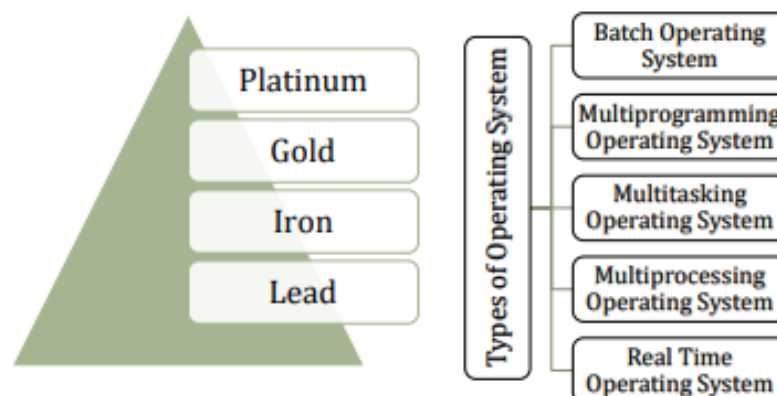 Platinum
Gold
Iron
Lead
Types of Operating System
Batch Operating
System
Multiprogramming
Operating System
Multitasking
Operating System
Multiprocessing
Operating System
Real Time
Operating System